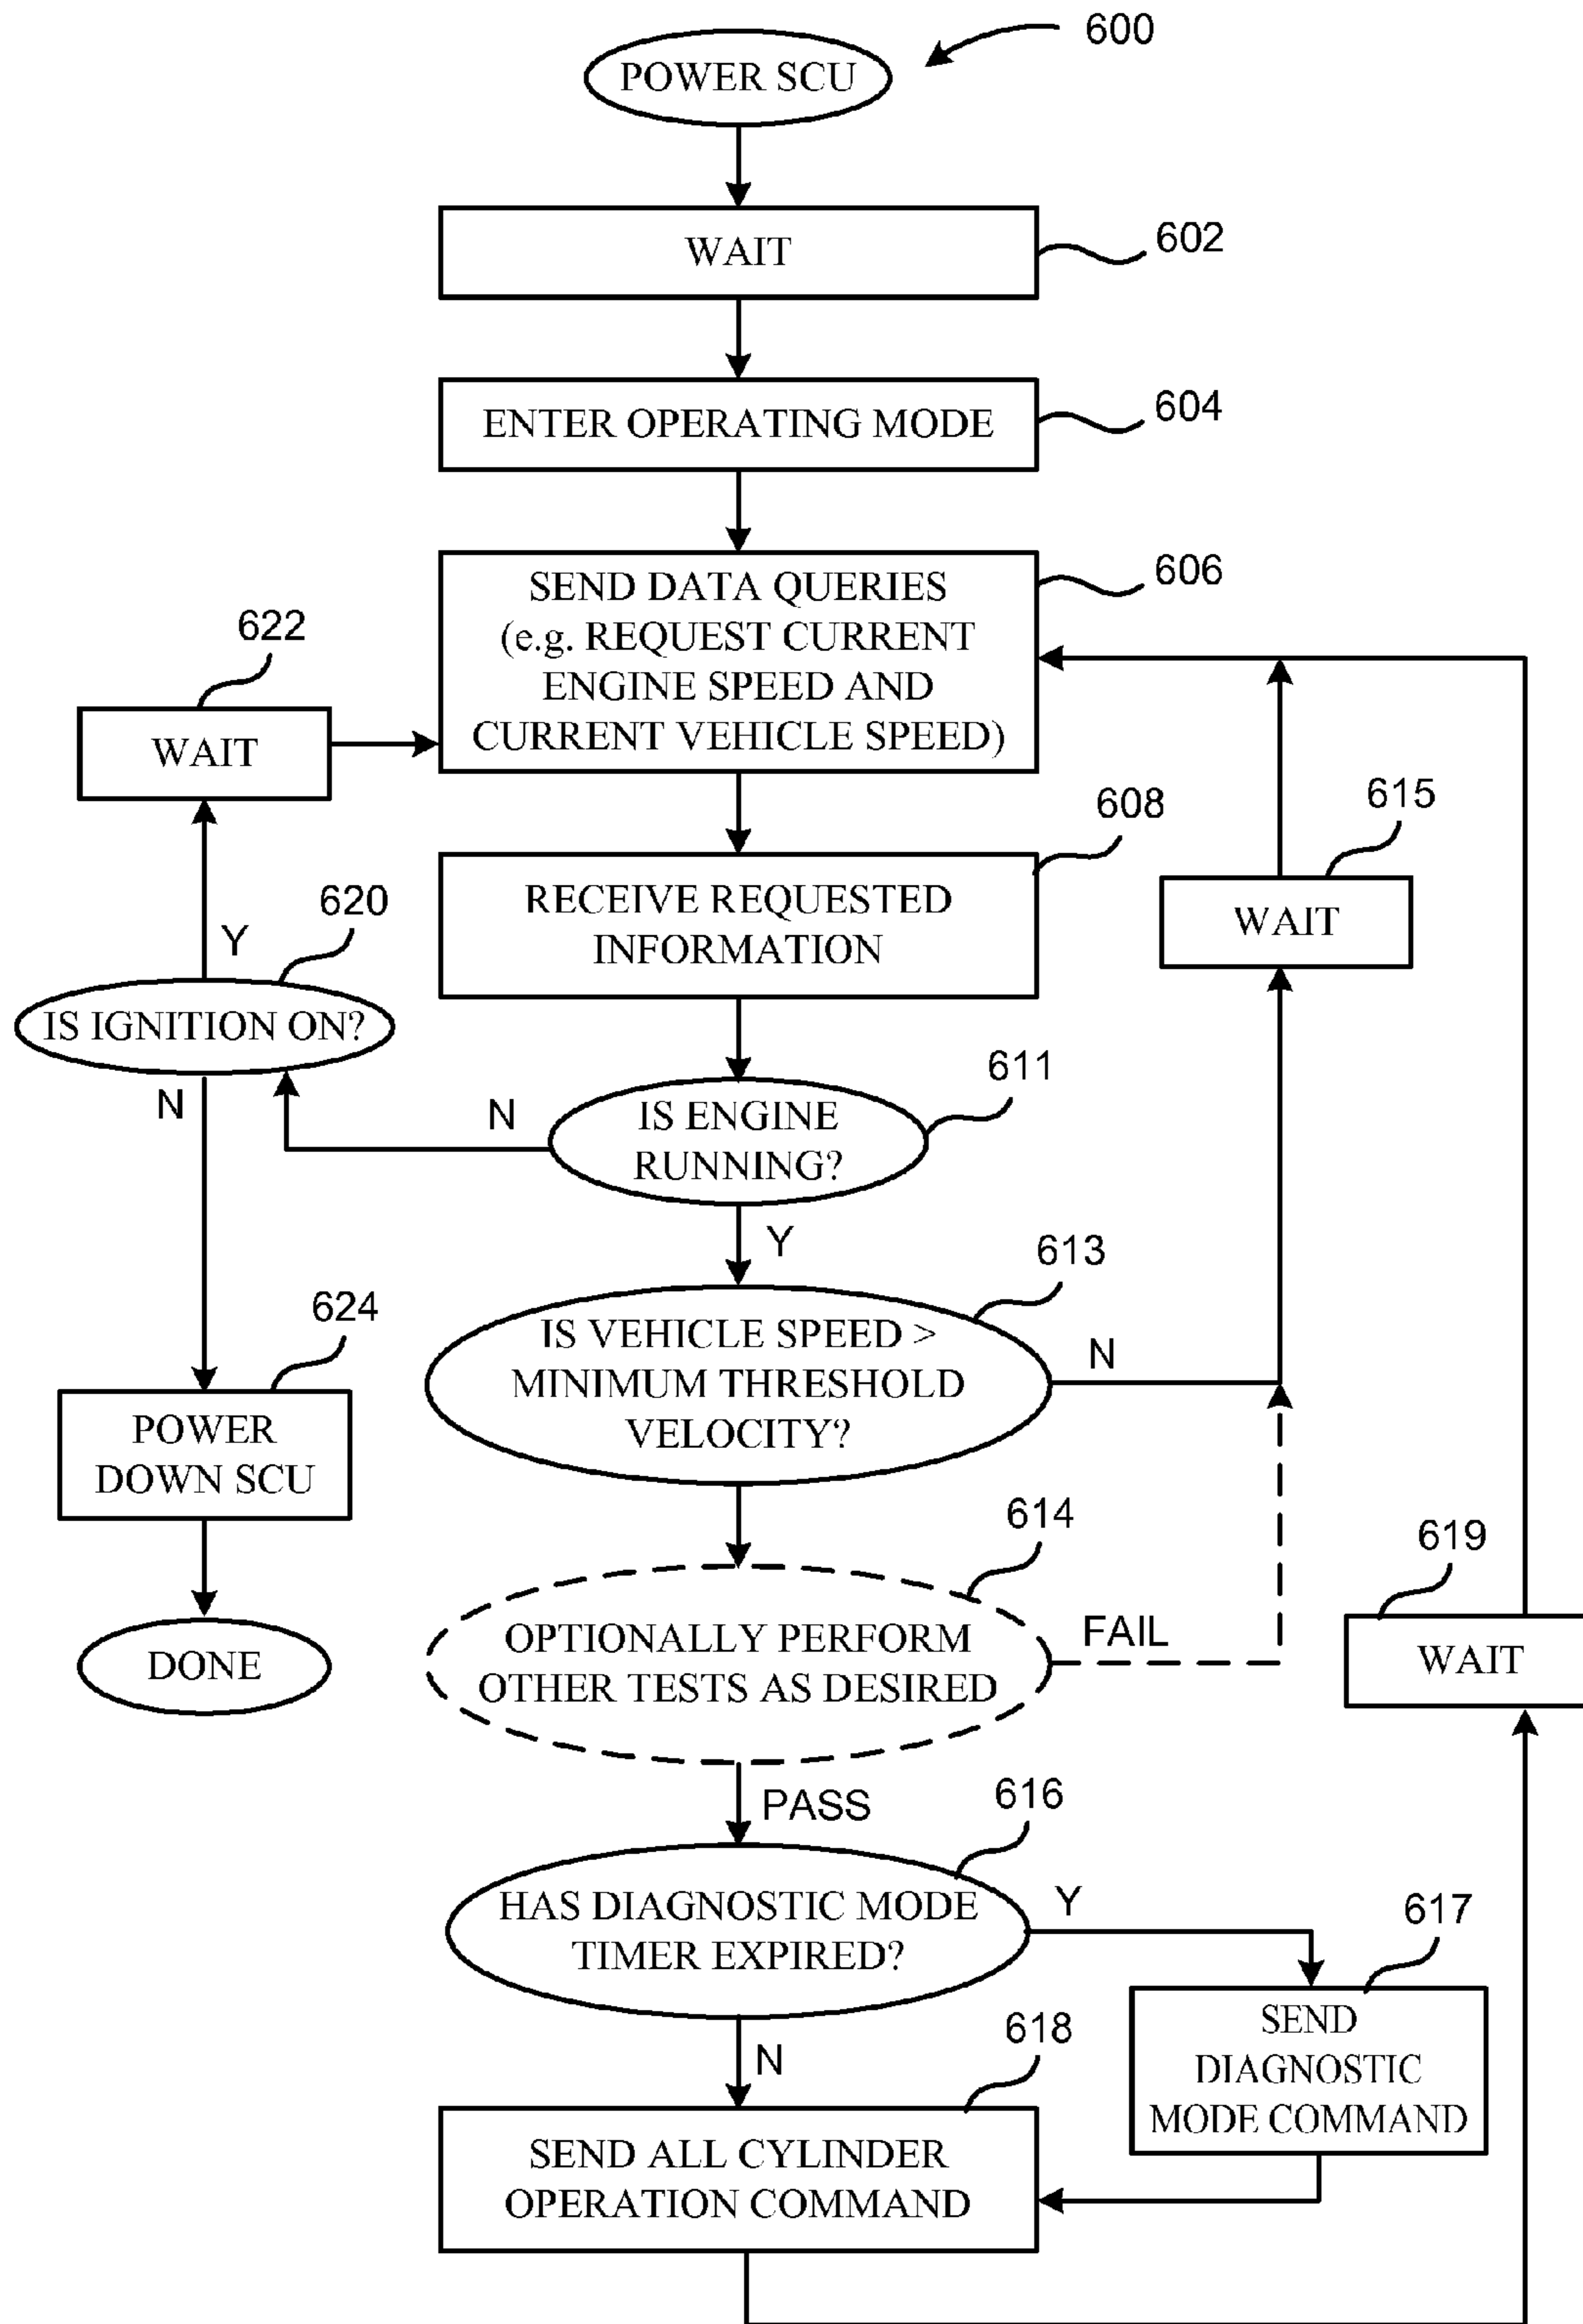 600
POWER SCU
WAIT
602
ENTER OPERATING MODE
604
SEND DATA QUERIES
(e.g. REQUEST CURRENT
ENGINE SPEED AND
CURRENT VEHICLE SPEED)
606
622
WAIT
608
RECEIVE REQUESTED
INFORMATION
615
WAIT
620
Y
IS IGNITION ON?
N
611
IS ENGINE
RUNNING?
N
Y
613
IS VEHICLE SPEED >
MINIMUM THRESHOLD
VELOCITY?
N
624
POWER
DOWN SCU
DONE
614
OPTIONALLY PERFORM
OTHER TESTS AS DESIRED
FAIL
PASS
619
WAIT
616
HAS DIAGNOSTIC MODE
TIMER EXPIRED?
Y
N
617
SEND
DIAGNOSTIC
MODE COMMAND
618
SEND ALL CYLINDER
OPERATION COMMAND